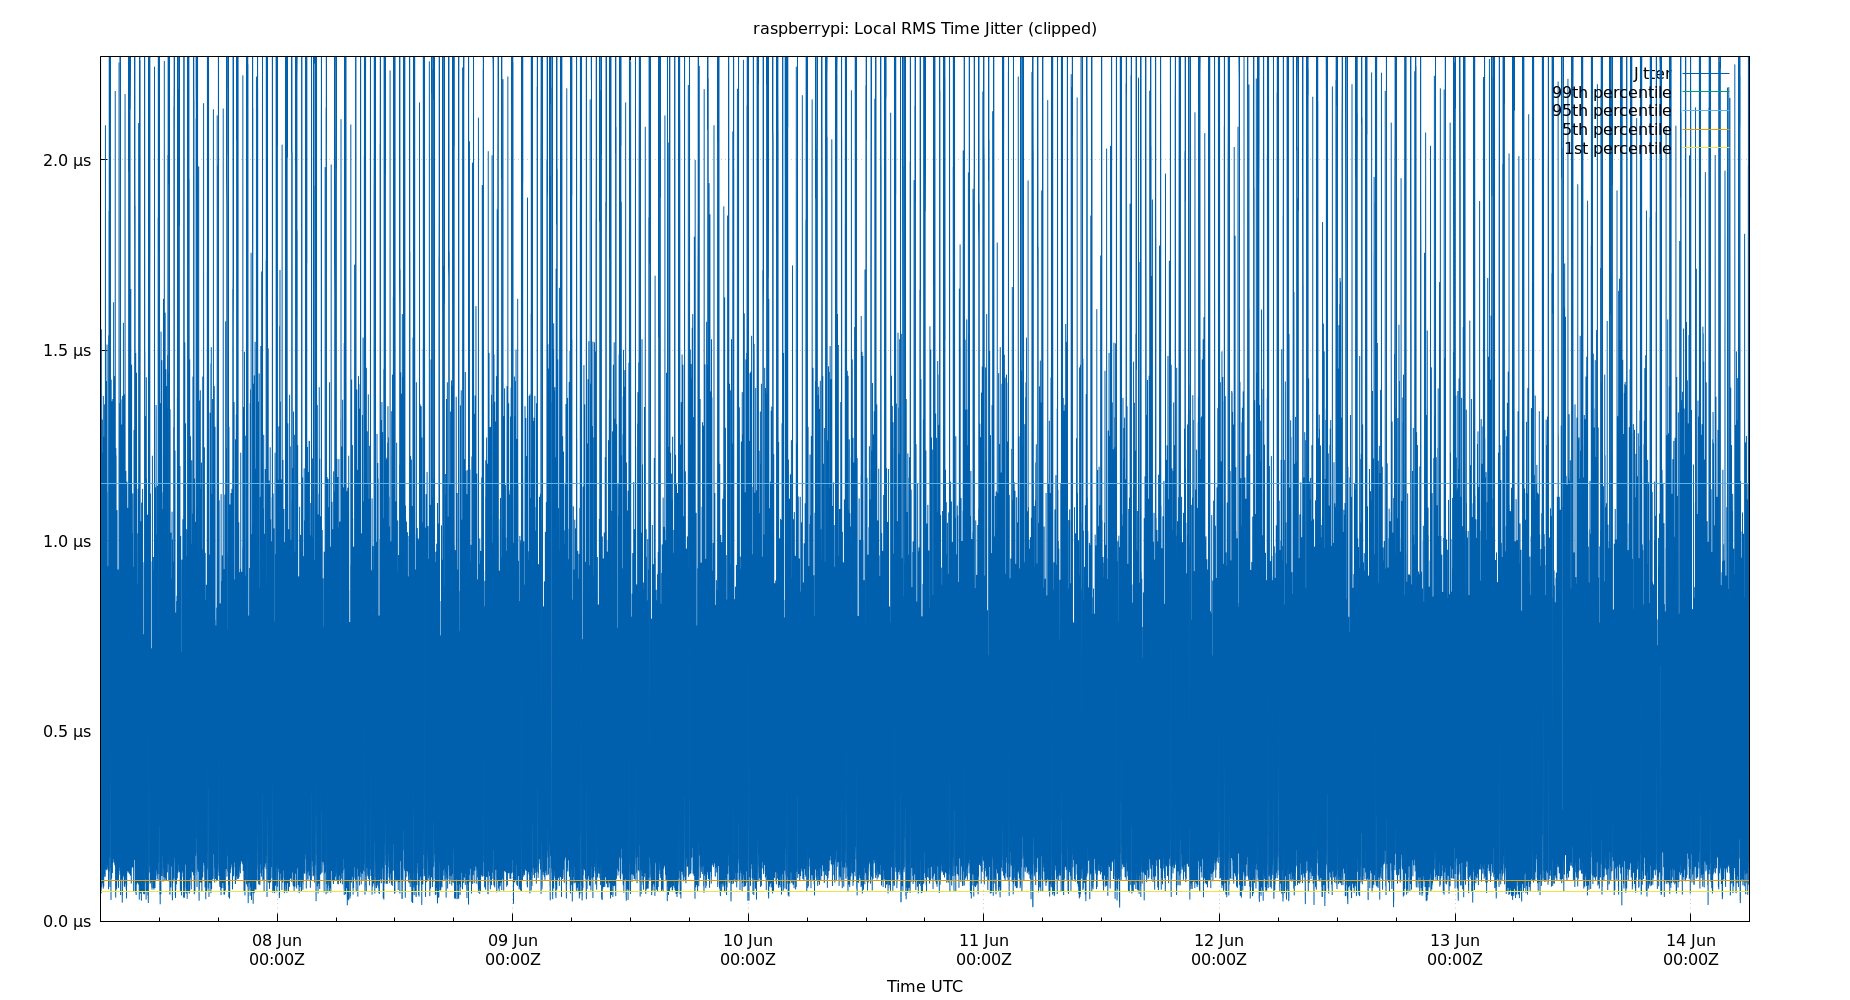 raspberrypi: Local RMS Time Jitter (clipped)
Jitter
99th percentile
95th percentile
5th percentile
1st percentile
2.0 µs
1.5 µs
1.0 µs
0.5 µs
0.0 µs
08 Jun 09 Jun 10 Jun 11 Jun 12 Jun 13 Jun 14 Jun
00:00Z 00:00Z 00:00Z 00:00Z 00:00Z 00:00Z 00:00Z
Time UTC